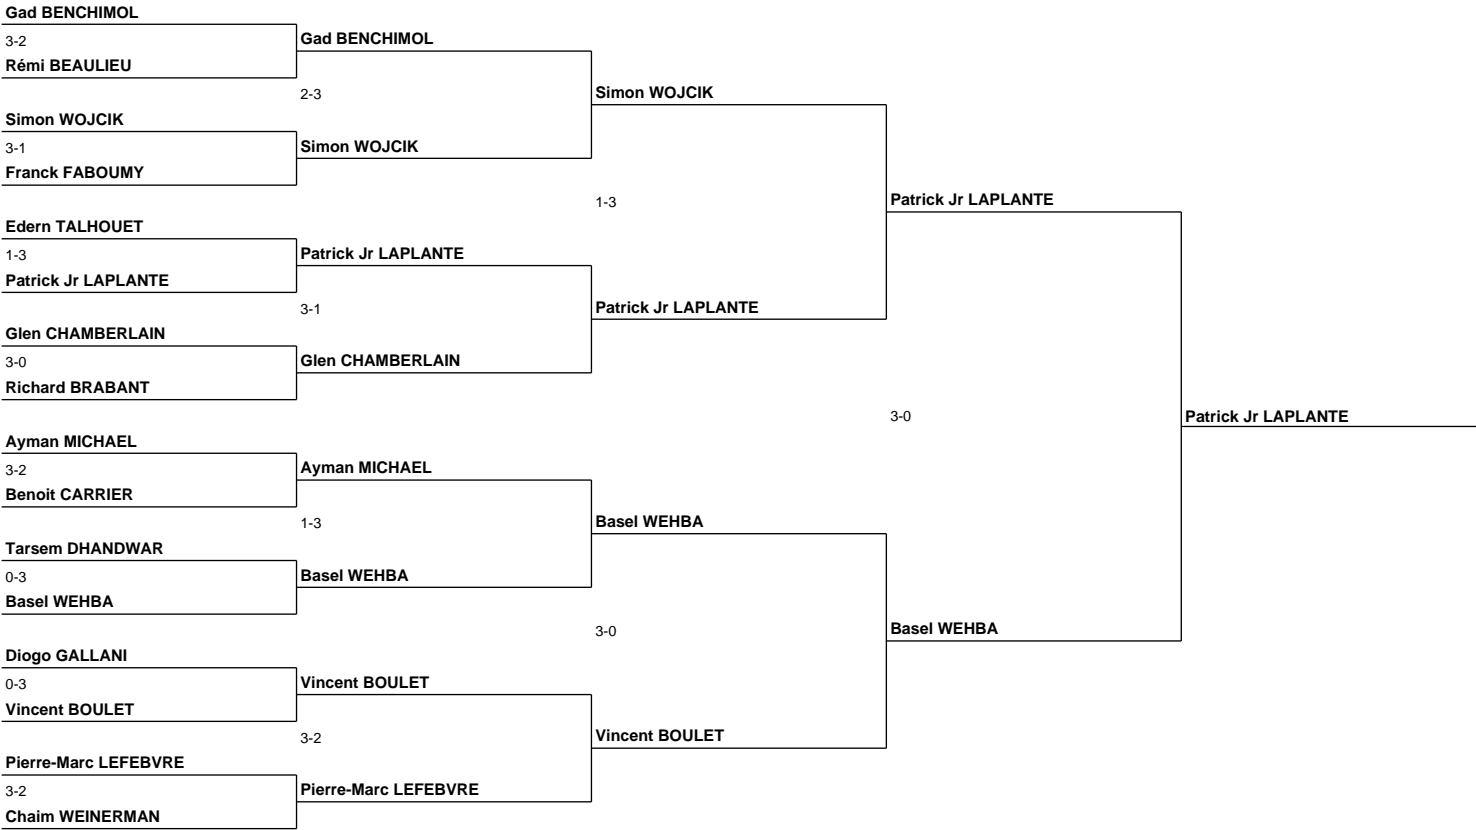 Gad BENCHIMOL
3-2
Rémi BEAULIEU
Simon WOJCIK
3-1
Franck FABOUMY
Edern TALHOUET
1-3
Patrick Jr LAPLANTE
Glen CHAMBERLAIN
3-0
Richard BRABANT
Ayman MICHAEL
3-2
Benoit CARRIER
Tarsem DHANDWAR
0-3
Basel WEHBA
Diogo GALLANI
0-3
Vincent BOULET
Pierre-Marc LEFEBVRE
3-2
Chaim WEINERMAN
Gad BENCHIMOL
2-3
Simon WOJCIK
Patrick Jr LAPLANTE
3-1
Glen CHAMBERLAIN
Ayman MICHAEL
1-3
Basel WEHBA
Vincent BOULET
3-2
Pierre-Marc LEFEBVRE
Simon WOJCIK
1-3
Patrick Jr LAPLANTE
Basel WEHBA
3-0
Vincent BOULET
Patrick Jr LAPLANTE
3-0
Basel WEHBA
Patrick Jr LAPLANTE